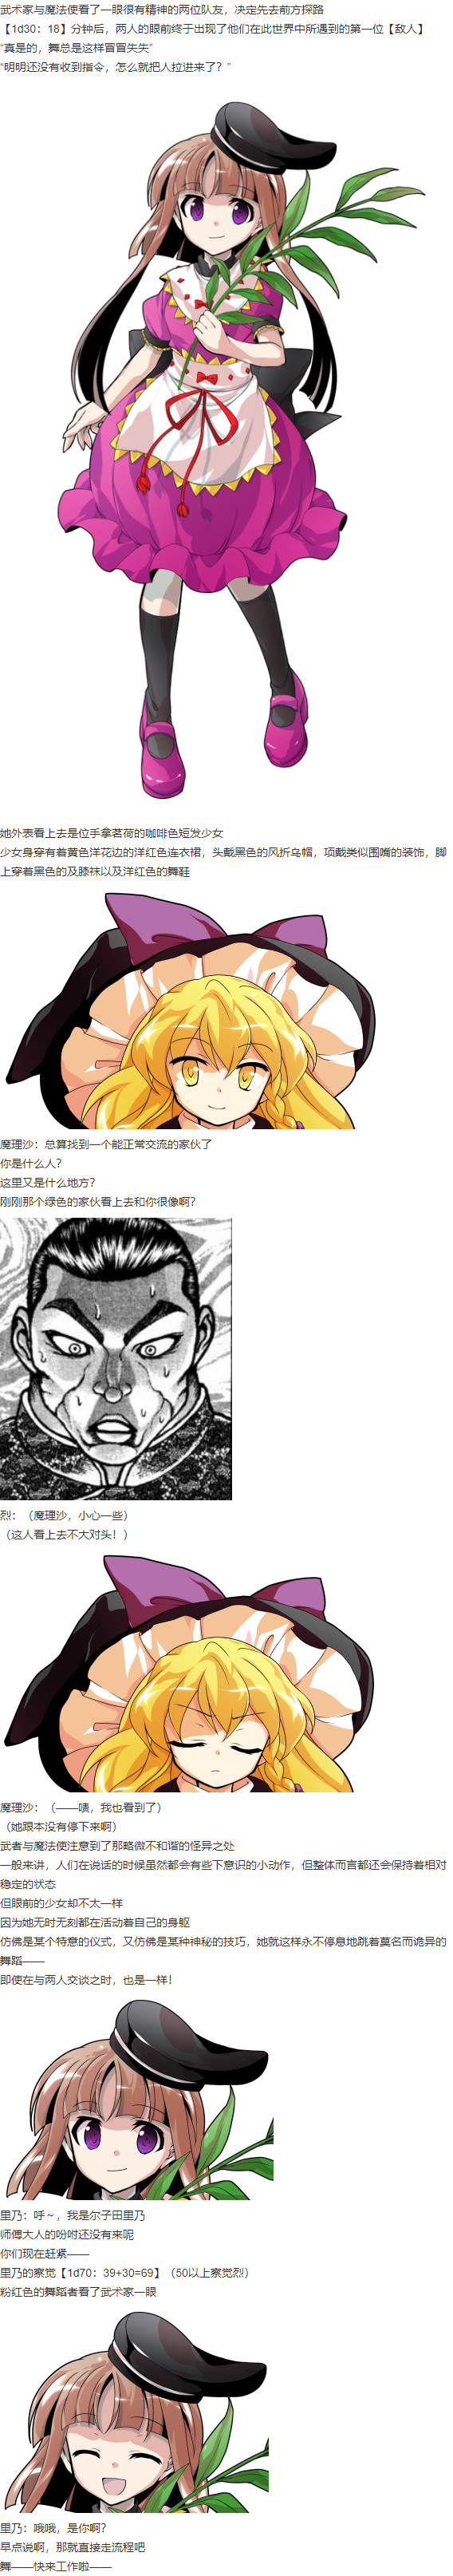 武术家与魔法使看了一眼很有精神的两位队友，决定先去前方探路
【1d30：18】分钟后，两人的眼前终于出现了他们在此世界中所遇到的第一位【敌人】
“真是的，舞总是这样冒冒失失”
“明明还没有收到指令，怎么就把人拉进来了？”
她外表看上去是位手拿茗荷的咖啡色短发少女
少女身穿有着黄色洋花边的洋红色连衣裙，头戴黑色的风折乌帽，项戴类似围嘴的装饰，脚
上穿着黑色的及膝袜以及洋红色的舞鞋
魔理沙：总算找到一个能正常交流的家伙了
你是什么人？
这里又是什么地方？
刚刚那个绿色的家伙看上去和你很像啊？
烈：（魔理沙，小心一些）
（这人看上去不大对头！）
魔理沙：（——啧，我也看到了）
（她跟本没有停下来啊）
武者与魔法使注意到了那略微不和谐的怪异之处
一般来讲，人们在说话的时候虽然都会有些下意识的小动作，但整体而言都还会保持着相对
稳定的状态
但眼前的少女却不太一样
因为她无时无刻都在活动着自己的身躯
仿佛是某个特意的仪式，又仿佛是某种神秘的技巧，她就这样永不停息地跳着莫名而诡异的
舞蹈——
即使在与两人交谈之时，也是一样！
里乃：呼～，我是尔子田里乃
师傅大人的吩咐还没有来呢
你们现在赶紧——
里乃的察觉【1d70：39+30=69】（50以上察觉烈）
粉红色的舞蹈者看了武术家一眼
里乃：哦哦，是你啊？
早点说啊，那就直接走流程吧
舞——快来工作啦——